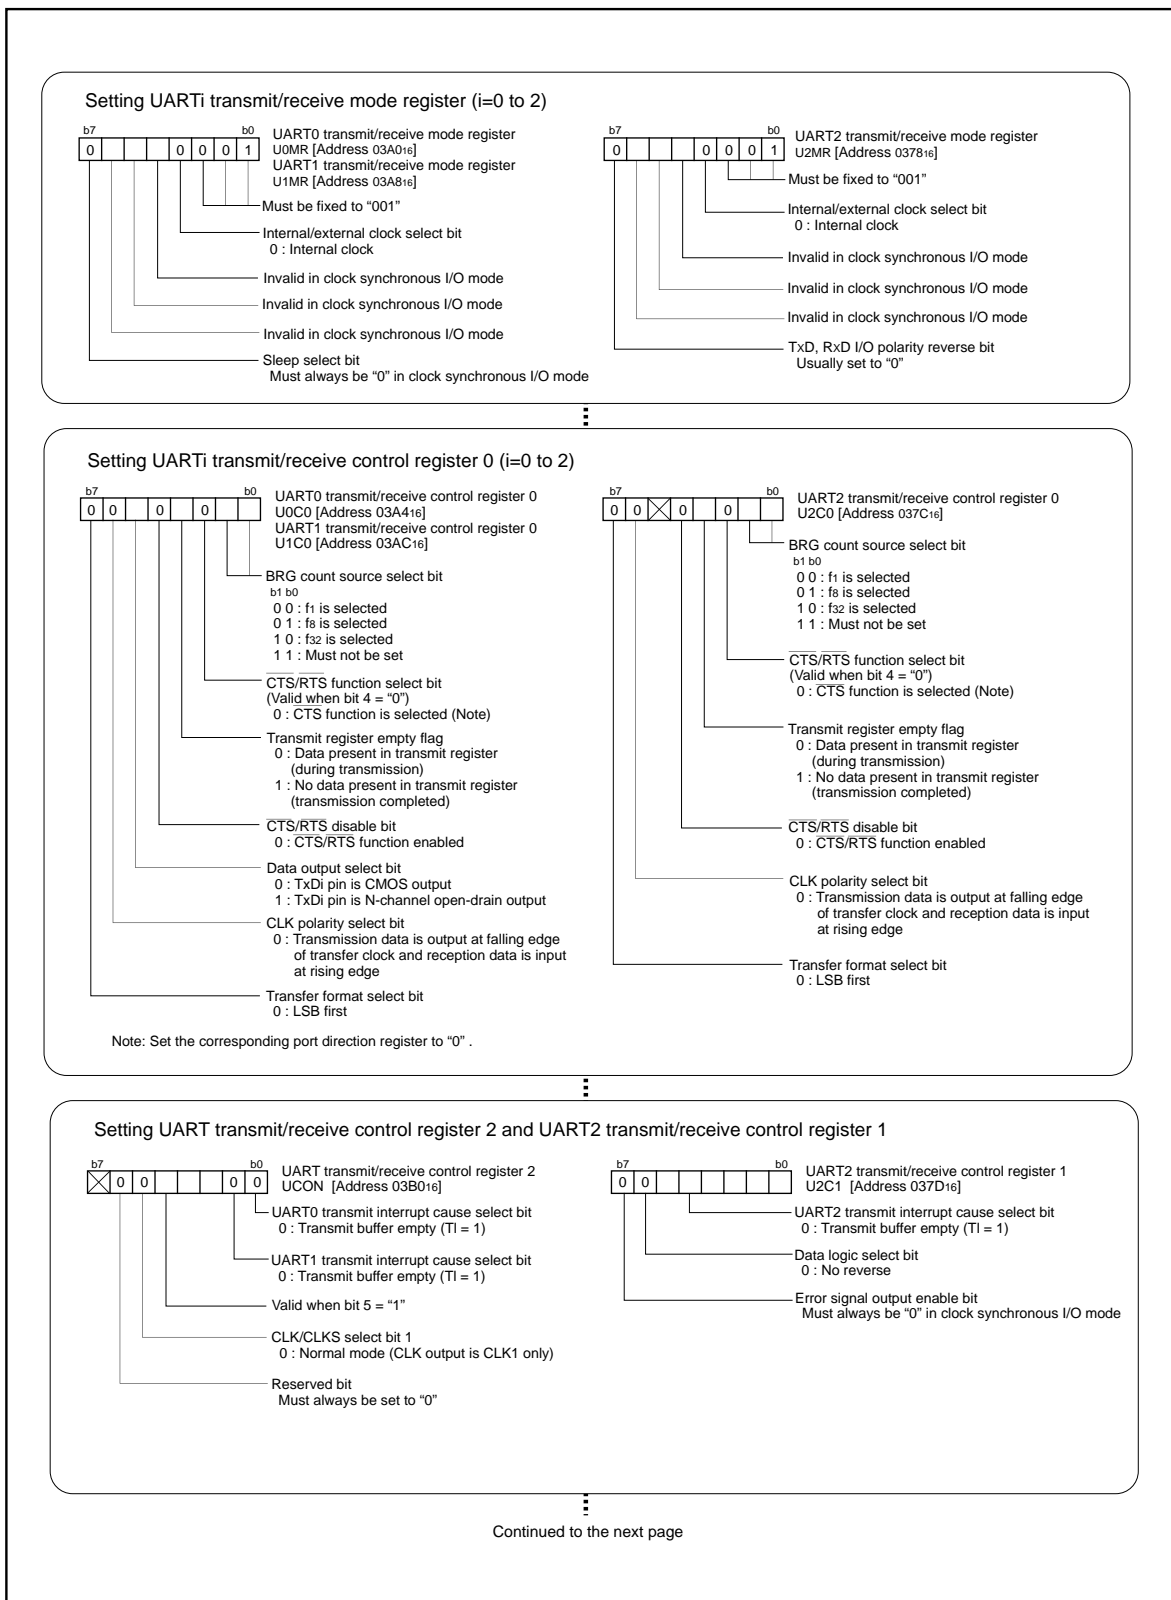 Setting UARTi transmit/receive mode register (i=0 to 2)
b7 b0
0 0 0 0 1
UART0 transmit/receive mode register
U0MR [Address 03A016]
UART1 transmit/receive mode register
U1MR [Address 03A816]
Must be fixed to “001”
Internal/external clock select bit
0 : Internal clock
Invalid in clock synchronous I/O mode
Invalid in clock synchronous I/O mode
Invalid in clock synchronous I/O mode
Sleep select bit
Must always be “0” in clock synchronous I/O mode
b7 b0
0 0 0 0 1
UART2 transmit/receive mode register
U2MR [Address 037816]
Must be fixed to “001”
Internal/external clock select bit
0 : Internal clock
Invalid in clock synchronous I/O mode
Invalid in clock synchronous I/O mode
Invalid in clock synchronous I/O mode
TxD, RxD I/O polarity reverse bit
Usually set to “0”
Setting UARTi transmit/receive control register 0 (i=0 to 2)
b7 b0
0 0 0 0
UART0 transmit/receive control register 0
U0C0 [Address 03A416]
UART1 transmit/receive control register 0
U1C0 [Address 03AC16]
BRG count source select bit
b1 b0
0 0 : f1 is selected
0 1 : f8 is selected
1 0 : f32 is selected
1 1 : Must not be set
CTS/RTS function select bit
(Valid when bit 4 = “0”)
0 : CTS function is selected (Note)
Transmit register empty flag
0 : Data present in transmit register
(during transmission)
1 : No data present in transmit register
(transmission completed)
CTS/RTS disable bit
0 : CTS/RTS function enabled
Data output select bit
0 : TxDi pin is CMOS output
1 : TxDi pin is N-channel open-drain output
CLK polarity select bit
0 : Transmission data is output at falling edge
of transfer clock and reception data is input
at rising edge
Transfer format select bit
0 : LSB first
Note: Set the corresponding port direction register to “0” .
b7 b0
0 0 0 0
UART2 transmit/receive control register 0
U2C0 [Address 037C16]
BRG count source select bit
b1 b0
0 0 : f1 is selected
0 1 : f8 is selected
1 0 : f32 is selected
1 1 : Must not be set
CTS/RTS function select bit
(Valid when bit 4 = “0”)
0 : CTS function is selected (Note)
Transmit register empty flag
0 : Data present in transmit register
(during transmission)
1 : No data present in transmit register
(transmission completed)
CTS/RTS disable bit
0 : CTS/RTS function enabled
CLK polarity select bit
0 : Transmission data is output at falling edge
of transfer clock and reception data is input
at rising edge
Transfer format select bit
0 : LSB first
Setting UART transmit/receive control register 2 and UART2 transmit/receive control register 1
b7 b0
0 0 0 0
UART transmit/receive control register 2
UCON [Address 03B016]
UART0 transmit interrupt cause select bit
0 : Transmit buffer empty (TI = 1)
UART1 transmit interrupt cause select bit
0 : Transmit buffer empty (TI = 1)
Valid when bit 5 = “1”
CLK/CLKS select bit 1
0 : Normal mode (CLK output is CLK1 only)
Reserved bit
Must always be set to “0”
b7 b0
0 0
UART2 transmit/receive control register 1
U2C1 [Address 037D16]
UART2 transmit interrupt cause select bit
0 : Transmit buffer empty (TI = 1)
Data logic select bit
0 : No reverse
Error signal output enable bit
Must always be “0” in clock synchronous I/O mode
Continued to the next page